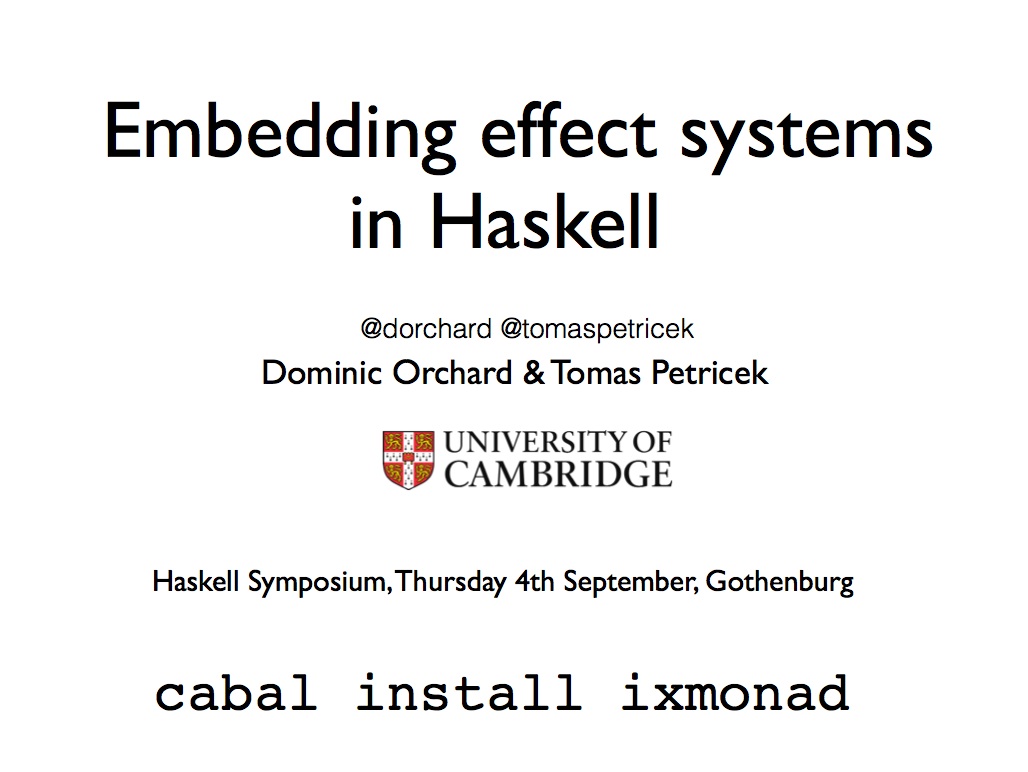 Embedding effect systems
in Haskell
@dorchard @tomaspetricek
Dominic Orchard & Tomas Petricek
UNIVERSITY OF
CAMBRIDGE
Haskell Symposium, Thursday 4th September, Gothenburg
cabal install ixmonad